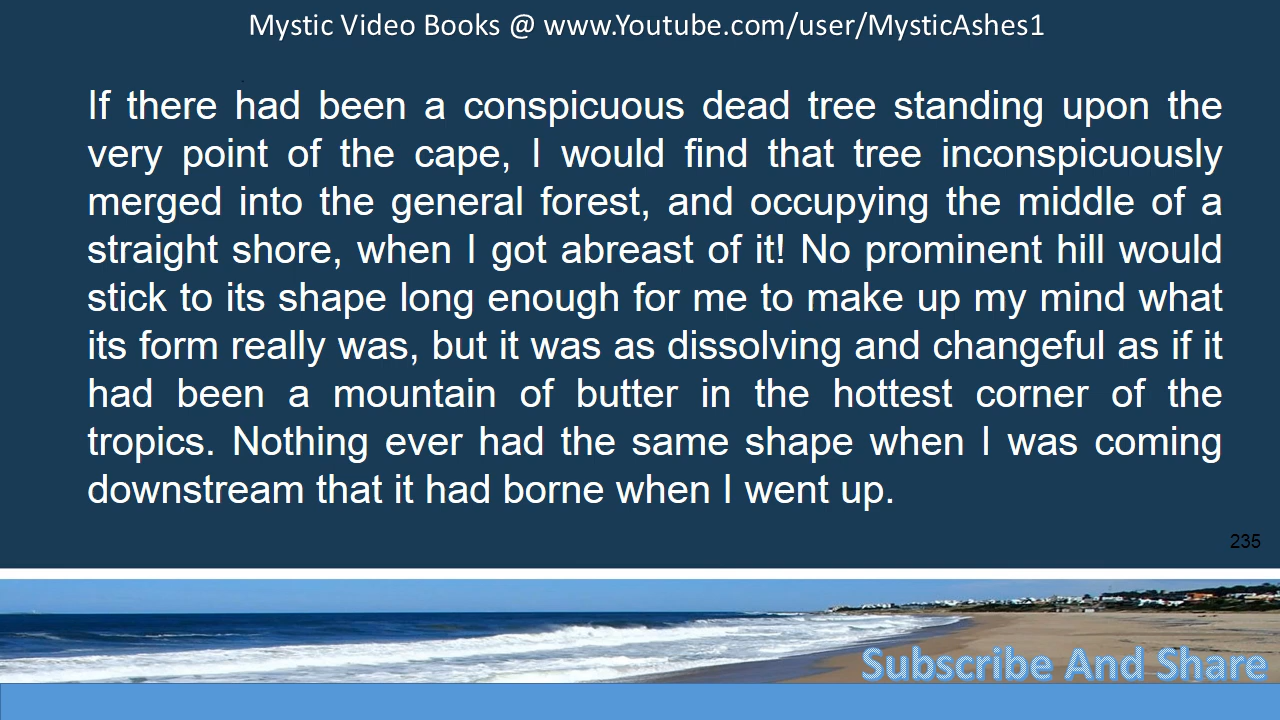 Mystic Video Books @ www.Youtube.com/user/MysticAshes1
If there had been a conspicuous dead tree standing upon the
very point of the cape, I would find that tree inconspicuously
merged into the general forest, and occupying the middle of a
straight shore, when I got abreast of it! No prominent hill would
stick to its shape long enough for me to make up my mind what
its form really was, but it was as dissolving and changeful as if it
had been a mountain of butter in the hottest corner of the
tropics. Nothing ever had the same shape when I was coming
downstream that it had borne when I went up.
235
Subscribe And Share